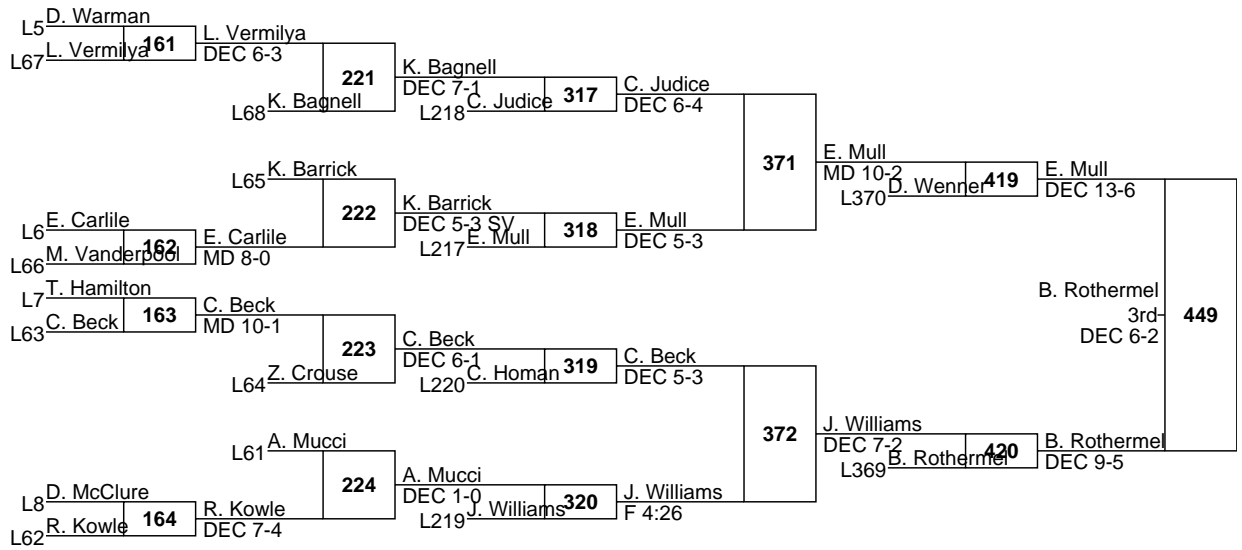 L5 D. Warman
161
L67 L. Vermilya
L. Vermilya
DEC 6-3
221
L68 K. Bagnell
K. Bagnell
DEC 7-1
317
L218 C. Judice
C. Judice
DEC 6-4
371
L65 K. Barrick
222
L6 E. Carlile
162
L66 M. Vanderpool
E. Carlile
MD 8-0
K. Barrick
DEC 5-3 SV
318
L217 E. Mull
E. Mull
DEC 5-3
E. Mull
MD 10-2
419
L370 D. Wenner
E. Mull
DEC 13-6
L7 T. Hamilton
163
L63 C. Beck
C. Beck
MD 10-1
223
L64 Z. Crouse
C. Beck
DEC 6-1
319
L220 C. Homan
C. Beck
DEC 5-3
372
L61 A. Mucci
224
L8 D. McClure
164
L62 R. Kowle
R. Kowle
DEC 7-4
A. Mucci
DEC 1-0
320
L219 J. Williams
J. Williams
F 4:26
J. Williams
DEC 7-2
420
L369 B. Rothermel
B. Rothermel
DEC 9-5
449
B. Rothermel
3rd
DEC 6-2